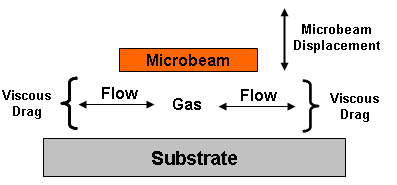 Microbeam
Displacement
Microbeam
Viscous
Drag
Flow
Gas
Flow
Viscous
Drag
Substrate